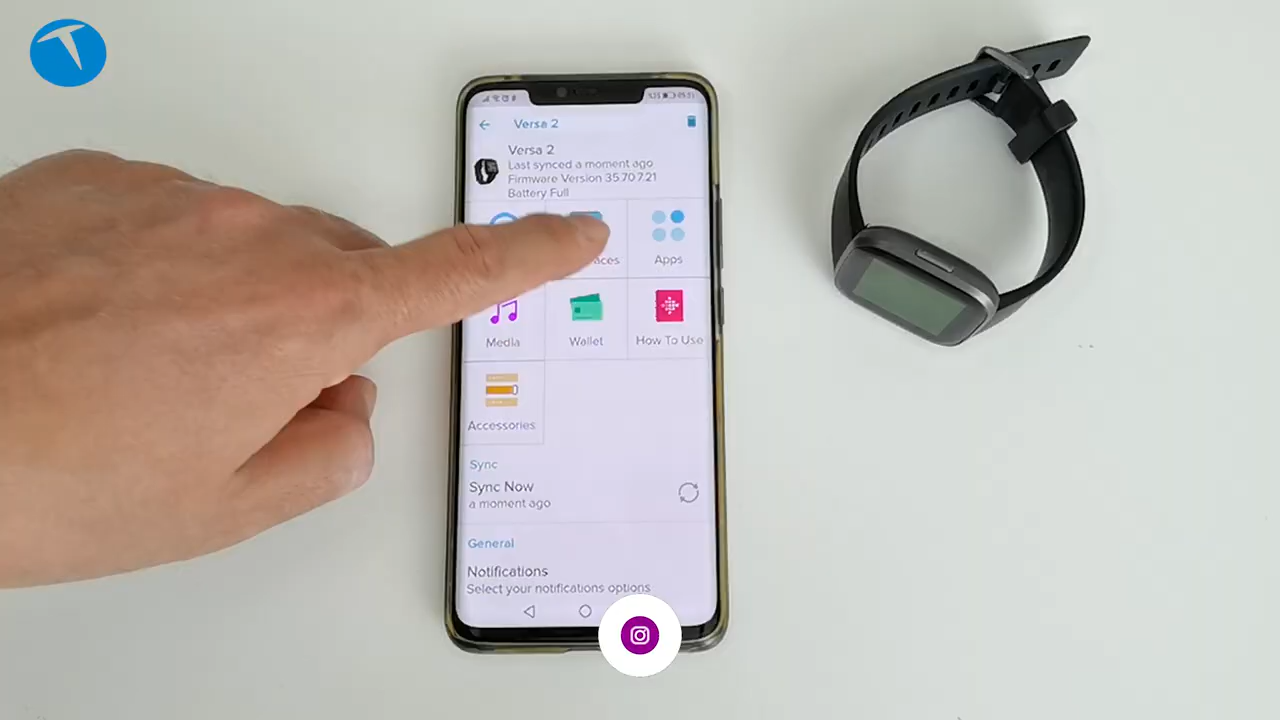 Versa 2
Versa 2
Last synced a moment ago
Firmware Version 35.70.7.21
Battery Full
Apps
Media
Wallet
How To Use
Accessories
Sync
Sync Now
a moment ago
General
Notifications
Select your notifications options